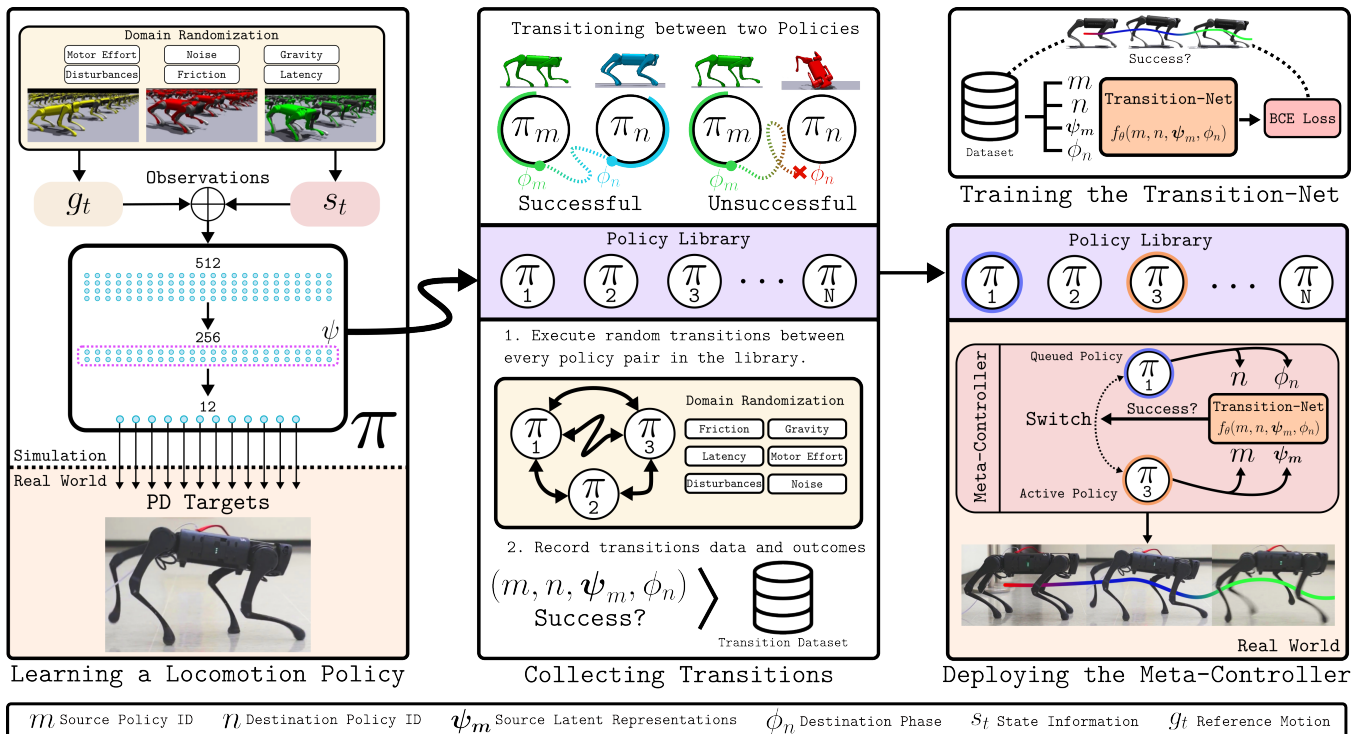 Domain Randomization
Motor Effort
Noise
Gravity
Disturbances
Friction
Latency
Observations
g_t
s_t
512
256
ψ
12
π
Simulation
Real World
PD Targets
Learning a Locomotion Policy
Transitioning between two Policies
π_m
π_n
π_m
π_n
ϕ_m
ϕ_n
ϕ_m
ϕ_n
Successful
Unsuccessful
Policy Library
π 1
π 2
π 3
...
π N
1. Execute random transitions between
every policy pair in the library.
π 1
π 3
π 2
Domain Randomization
Friction
Gravity
Latency
Motor Effort
Disturbances
Noise
2. Record transitions data and outcomes
(m, n, ψ_m, ϕ_n)
Success?
Transition Dataset
Collecting Transitions
Success?
Dataset
m
n
ψ_m
ϕ_n
Transition-Net
f_θ(m, n, ψ_m, ϕ_n)
BCE Loss
Training the Transition-Net
Policy Library
π 1
π 2
π 3
...
π N
Meta-Controller
Queued Policy
π 1
n
ϕ_n
Switch
Success?
Transition-Net
f_θ(m, n, ψ_m, ϕ_n)
m
ψ_m
Active Policy
π 3
Real World
Deploying the Meta-Controller
m Source Policy ID
n Destination Policy ID
ψ_m Source Latent Representations
ϕ_n Destination Phase
s_t State Information
g_t Reference Motion